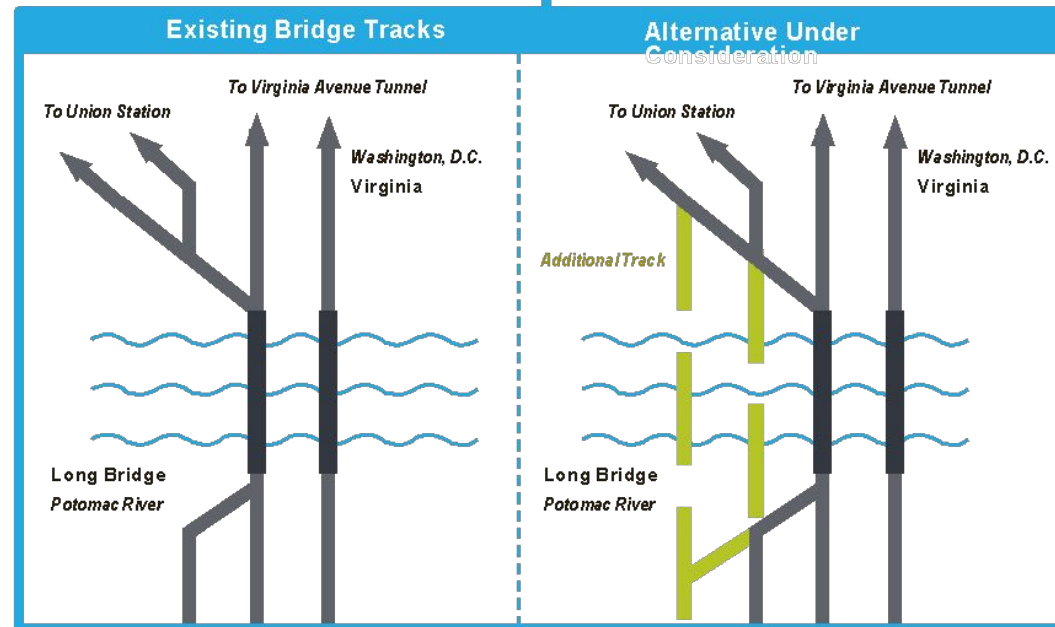 Existing Bridge Tracks
To Virginia Avenue Tunnel
To Union Station
Washington, D.C.
Virginia
Long Bridge
Potomac River
Alternative Under
Consideration
To Virginia Avenue Tunnel
To Union Station
Washington, D.C.
Virginia
Additional Track
Long Bridge
Potomac River